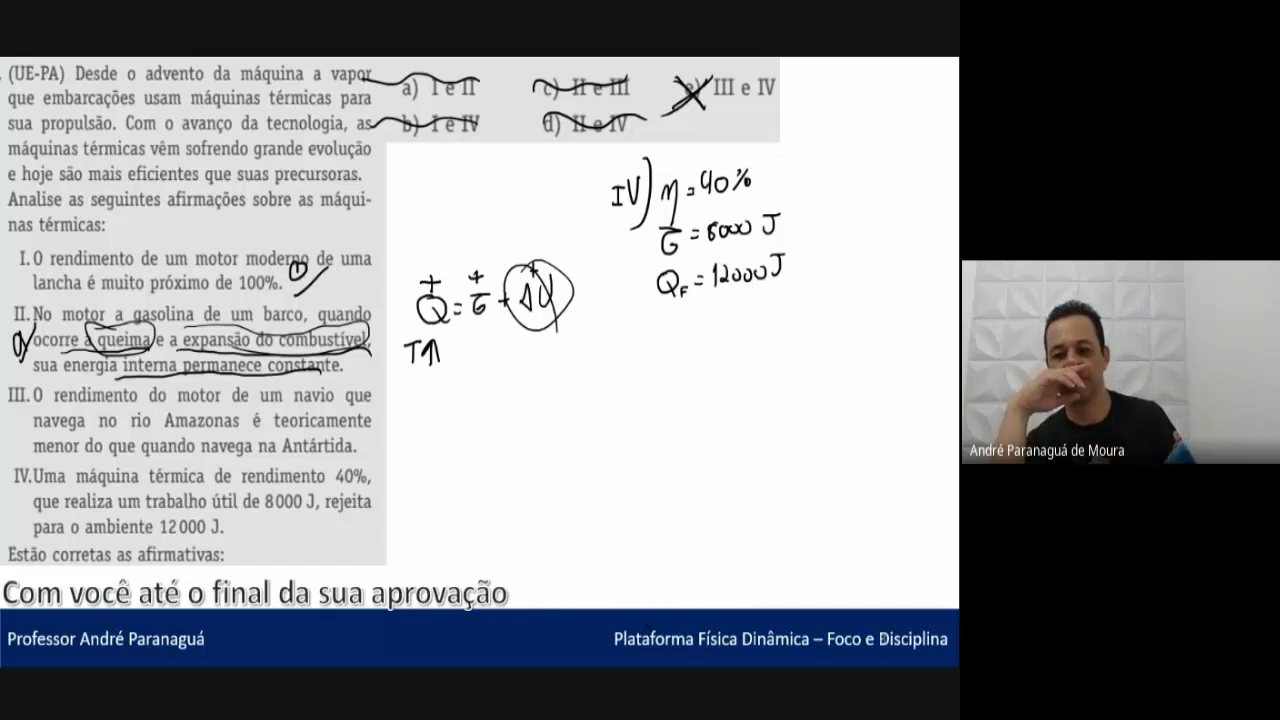 (UE-PA) Desde o advento da máquina a vapor
que embarcações usam máquinas térmicas para
sua propulsão. Com o avanço da tecnologia, as
máquinas térmicas vêm sofrendo grande evolução
e hoje são mais eficientes que suas precursoras.
Analise as seguintes afirmações sobre as máqui-
nas térmicas:
I. O rendimento de um motor moderno de uma
lancha é muito próximo de 100%.
II. No motor a gasolina de um barco, quando
ocorre a queima e a expansão do combustível,
sua energia interna permanece constante.
III. O rendimento do motor de um navio que
navega no rio Amazonas é teoricamente
menor do que quando navega na Antártida.
IV. Uma máquina térmica de rendimento 40%,
que realiza um trabalho útil de 8 000 J, rejeita
para o ambiente 12 000 J.
Estão corretas as afirmativas:
a) I e II
c) II e III
e) III e IV
b) I e IV
d) II e IV
IV) η = 40%
Ꞇ = 8000 J
Q_F = 12000 J
+ + +
Q = Ꞇ + ΔU
T↑
Com você até o final da sua aprovação
Professor André Paranaguá
Plataforma Física Dinâmica – Foco e Disciplina
André Paranaguá de Moura